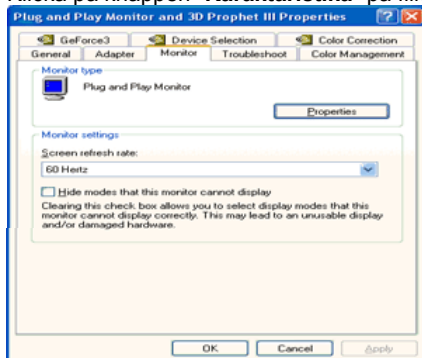 Plug and Play Monitor and 3D Prophet III Properties
GeForce3 Device Selection Color Correction
General Adapter Monitor Troubleshoot Color Management
Monitor type
Plug and Play Monitor
Properties
Monitor settings
Screen refresh rate:
60 Hertz
Hide modes that this monitor cannot display
Clearing this check box allows you to select display modes that this
monitor cannot display correctly. This may lead to an unusable display
and/or damaged hardware.
OK Cancel Apply